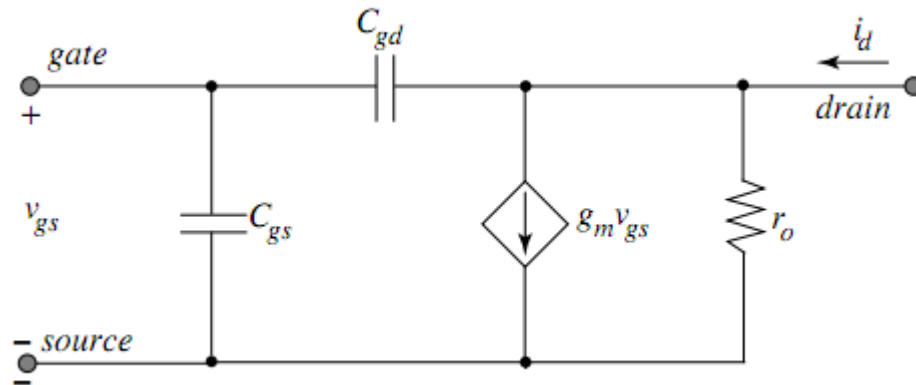 C_gd
i_d
gate
+
drain
v_gs
C_gs
g_m v_gs
r_o
−
source
−